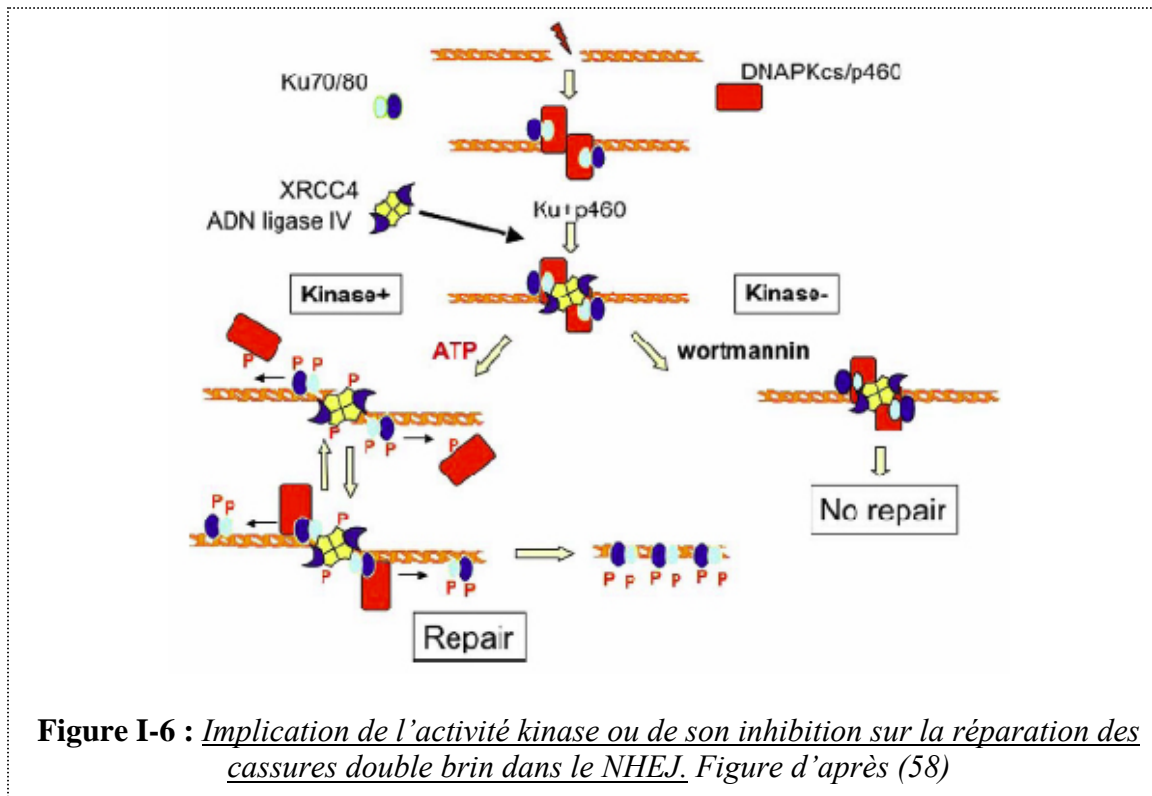 Ku70/80
DNAPKcs/p460
XRCC4
ADN ligase IV
Ku+p460
Kinase+
Kinase-
ATP
wortmannin
P
P P
P
P
P P
P
No repair
P
P
P
P
P
P
P P P P P P
Repair
Figure I-6 : Implication de l’activité kinase ou de son inhibition sur la réparation des
cassures double brin dans le NHEJ. Figure d’après (58)